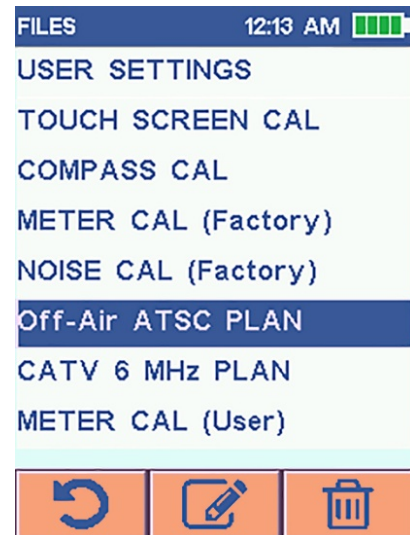 FILES 12:13 AM
USER SETTINGS
TOUCH SCREEN CAL
COMPASS CAL
METER CAL (Factory)
NOISE CAL (Factory)
Off-Air ATSC PLAN
CATV 6 MHz PLAN
METER CAL (User)